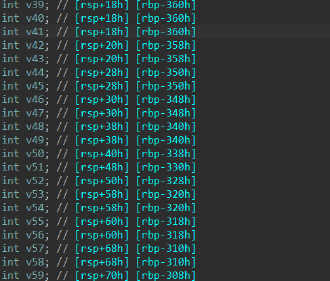 int v39; // [rsp+18h] [rbp-360h]
int v40; // [rsp+18h] [rbp-360h]
int v41; // [rsp+18h] [rbp-360h]
int v42; // [rsp+20h] [rbp-358h]
int v43; // [rsp+20h] [rbp-358h]
int v44; // [rsp+28h] [rbp-350h]
int v45; // [rsp+28h] [rbp-350h]
int v46; // [rsp+30h] [rbp-348h]
int v47; // [rsp+30h] [rbp-348h]
int v48; // [rsp+38h] [rbp-340h]
int v49; // [rsp+38h] [rbp-340h]
int v50; // [rsp+40h] [rbp-338h]
int v51; // [rsp+48h] [rbp-330h]
int v52; // [rsp+50h] [rbp-328h]
int v53; // [rsp+58h] [rbp-320h]
int v54; // [rsp+58h] [rbp-320h]
int v55; // [rsp+60h] [rbp-318h]
int v56; // [rsp+60h] [rbp-318h]
int v57; // [rsp+68h] [rbp-310h]
int v58; // [rsp+68h] [rbp-310h]
int v59; // [rsp+70h] [rbp-308h]